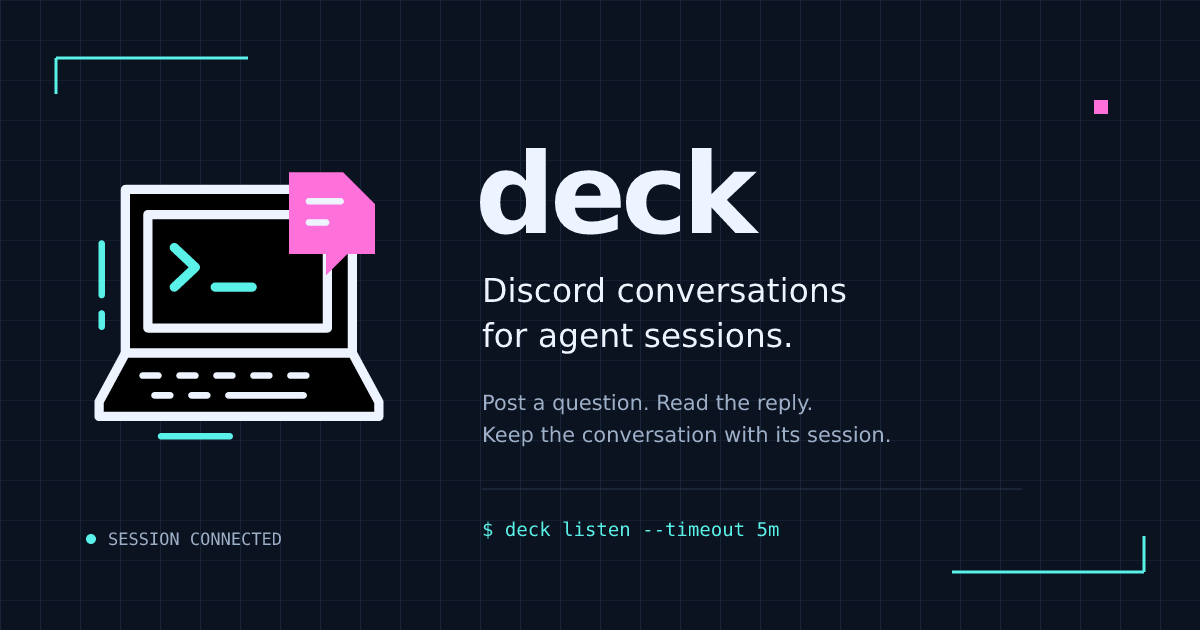 deck
Discord conversations
for agent sessions.
Post a question. Read the reply.
Keep the conversation with its session.
$ deck listen --timeout 5m
SESSION CONNECTED
>_